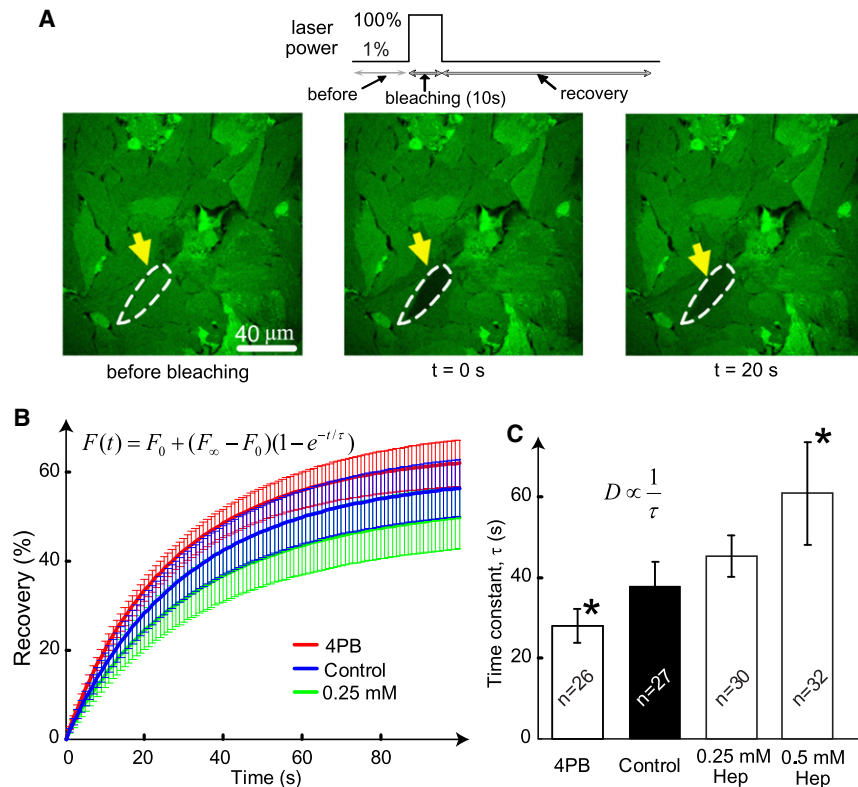 A
laser power
100%
1%
before
bleaching (10s)
recovery
40 μm
before bleaching
t = 0 s
t = 20 s
B
F(t) = F₀ + (F∞ − F₀)(1 − e^{−t/τ})
Recovery (%)
60
40
20
0
4PB
Control
0.25 mM
0 20 40 60 80
Time (s)
C
D ∝ 1/τ
Time constant, τ (s)
60
40
20
0
*
*
n=26
n=27
n=30
n=32
4PB
Control
0.25 mM Hep
0.5 mM Hep